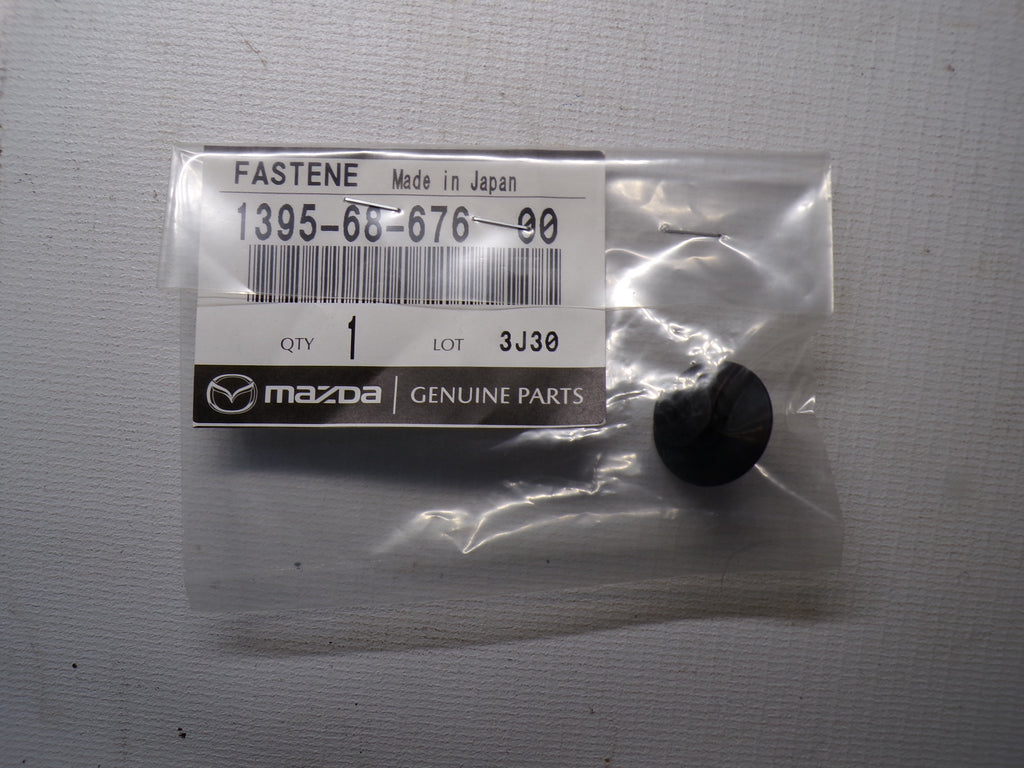 FASTENE Made in Japan
1395-68-676 00
QTY 1 LOT 3J30
mazda GENUINE PARTS